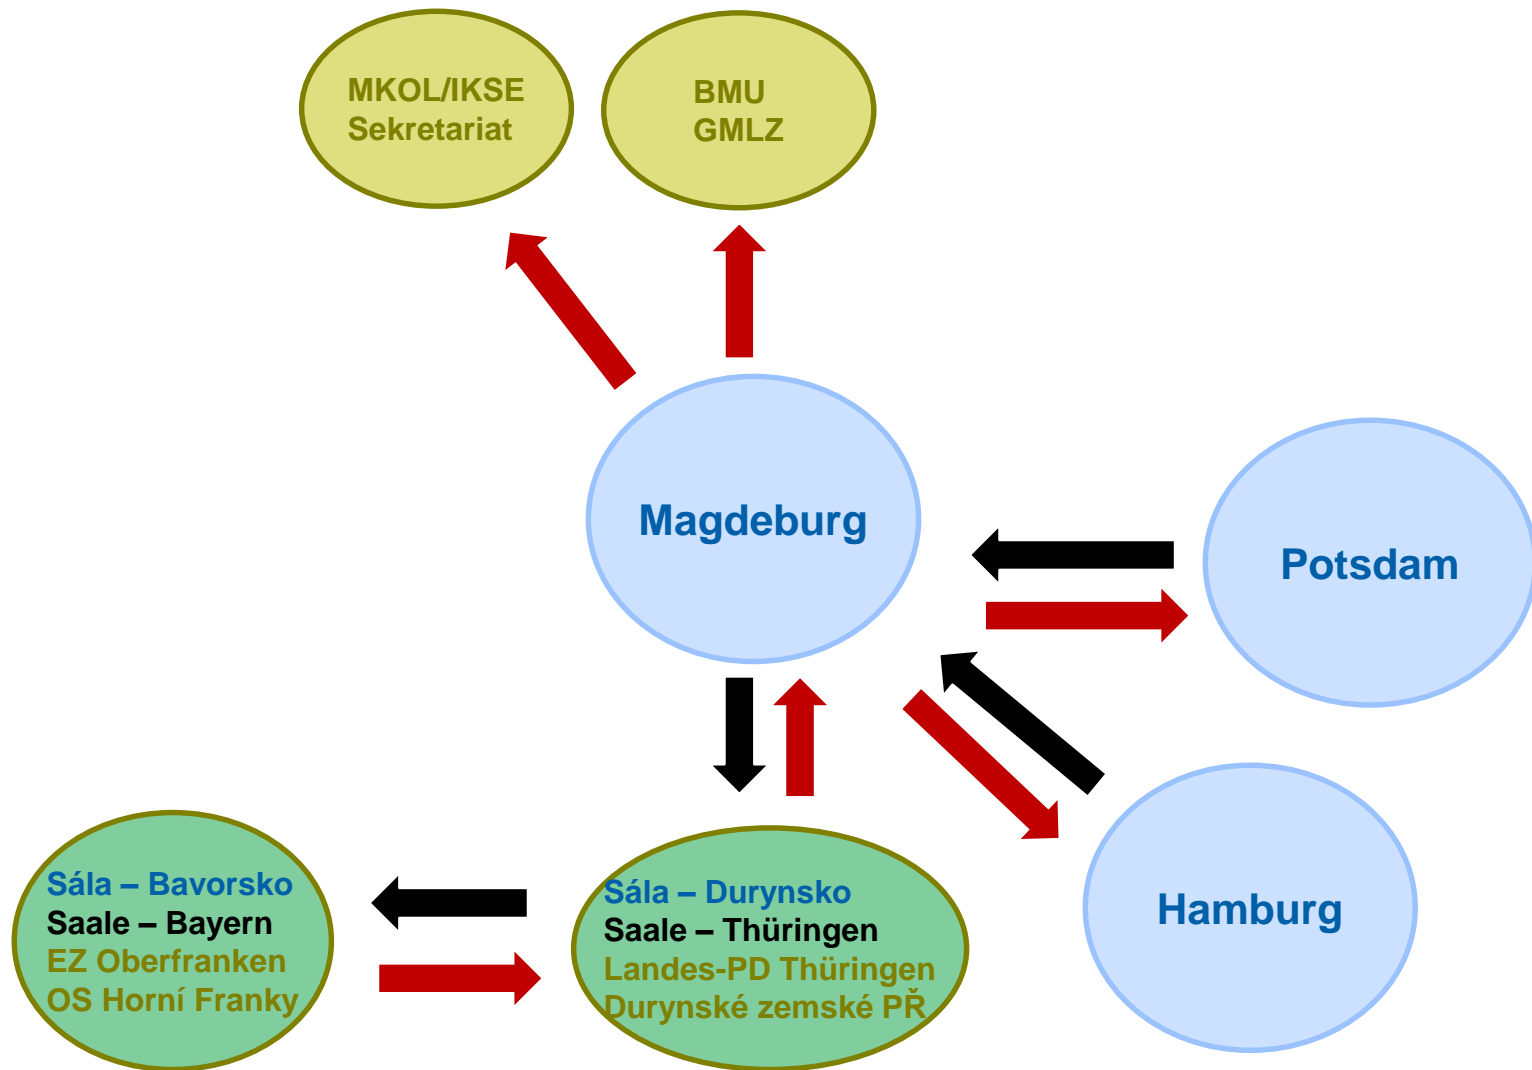 MKOL/IKSE
Sekretariat
BMU
GMLZ
Magdeburg
Potsdam
Hamburg
Sála – Bavorsko
Saale – Bayern
EZ Oberfranken
OS Horní Franky
Sála – Durynsko
Saale – Thüringen
Landes-PD Thüringen
Durynské zemské PŘ